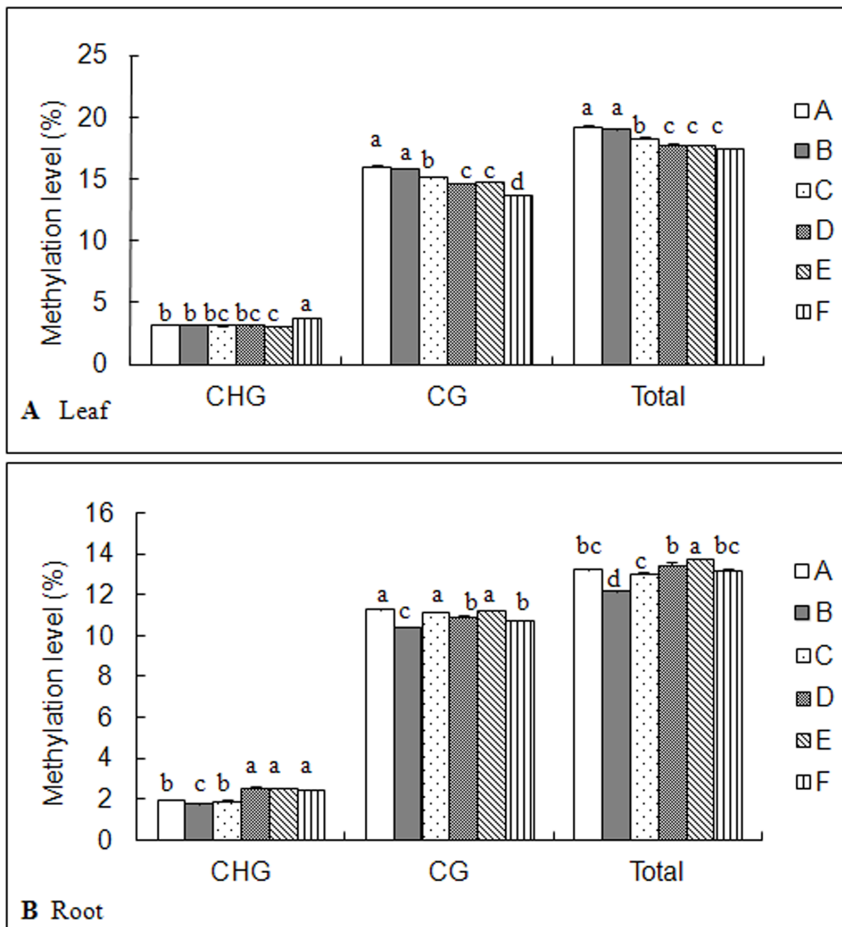 25
20
15
10
5
0
Methylation level (%)
b b bc bc c a
a a b c c d
a a b c c c
CHG CG Total
A
B
C
D
E
F
A Leaf
16
14
12
10
8
6
4
2
0
Methylation level (%)
b c b a a a
a c a b a b
bc d c b a bc
CHG CG Total
A
B
C
D
E
F
B Root